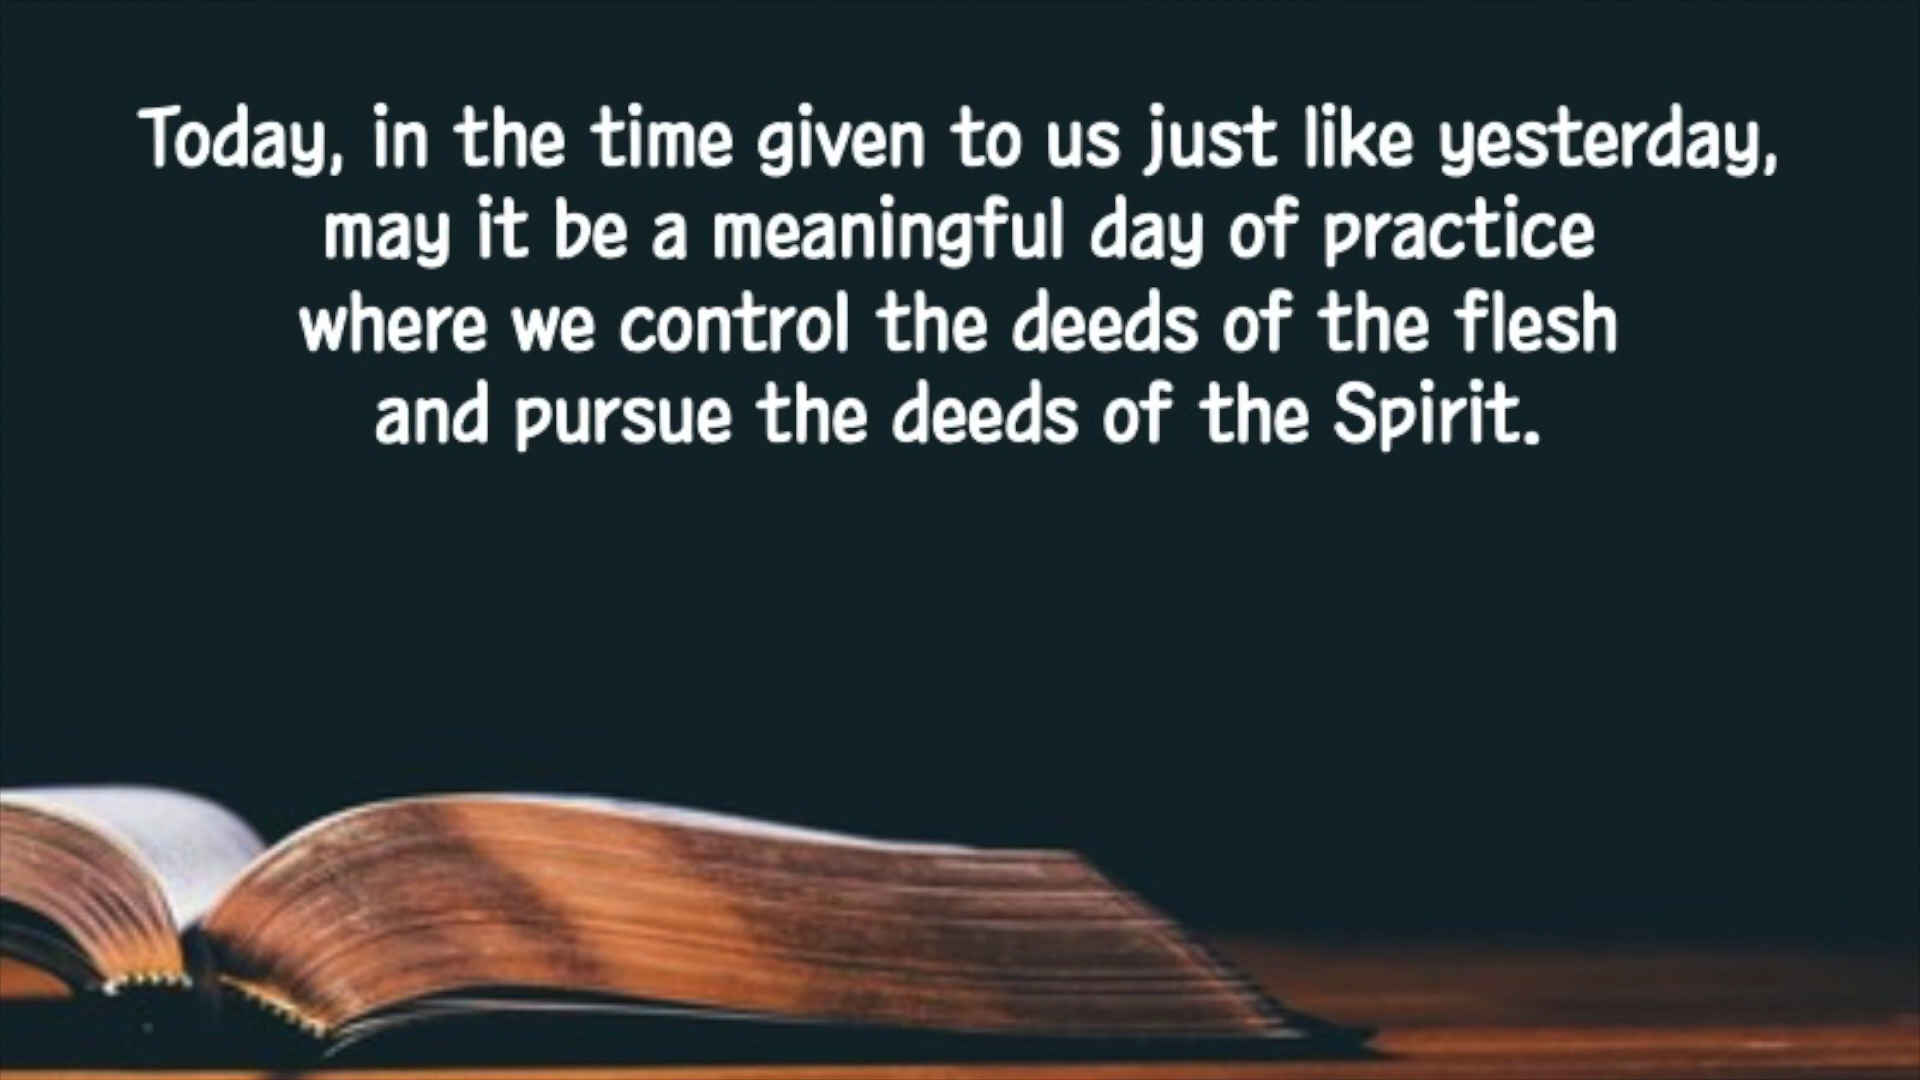 Today, in the time given to us just like yesterday,
may it be a meaningful day of practice
where we control the deeds of the flesh
and pursue the deeds of the Spirit.